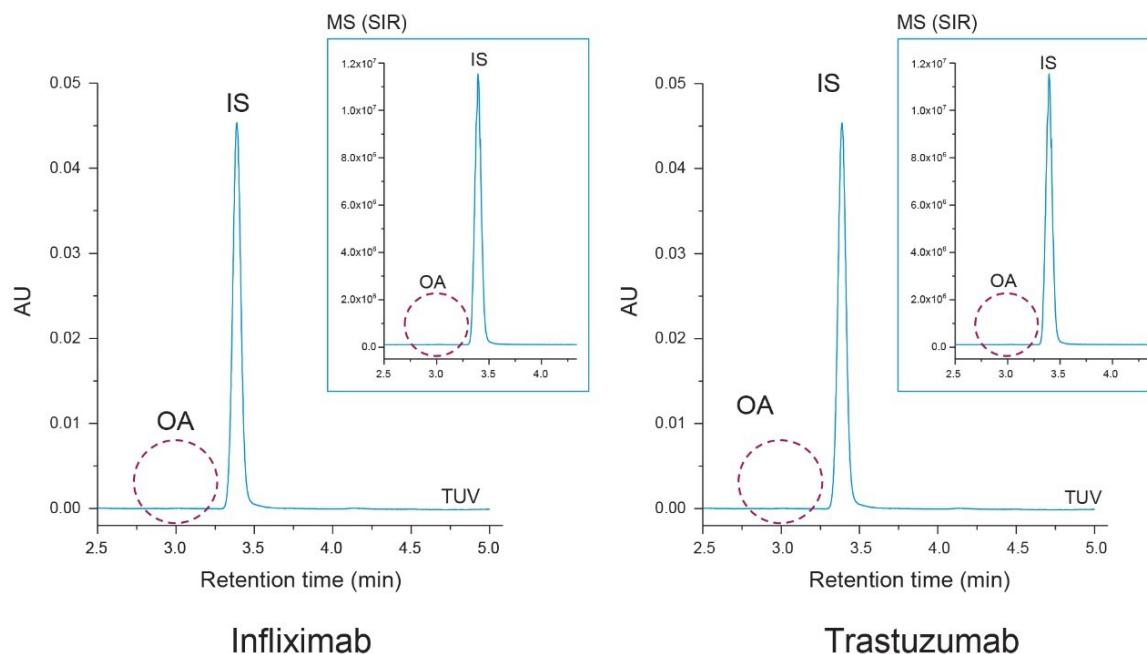 MS (SIR)
IS
1.2x10⁷
1.0x10⁷
8.0x10⁶
6.0x10⁶
4.0x10⁶
2.0x10⁶
0.0
OA
2.5
3.0
3.5
4.0
0.05
0.04
0.03
0.02
0.01
0.00
AU
IS
OA
TUV
2.5
3.0
3.5
4.0
4.5
5.0
Retention time (min)
Infliximab
MS (SIR)
IS
1.2x10⁷
1.0x10⁷
8.0x10⁶
6.0x10⁶
4.0x10⁶
2.0x10⁶
0.0
OA
2.5
3.0
3.5
4.0
0.05
0.04
0.03
0.02
0.01
0.00
AU
IS
OA
TUV
2.5
3.0
3.5
4.0
4.5
5.0
Retention time (min)
Trastuzumab